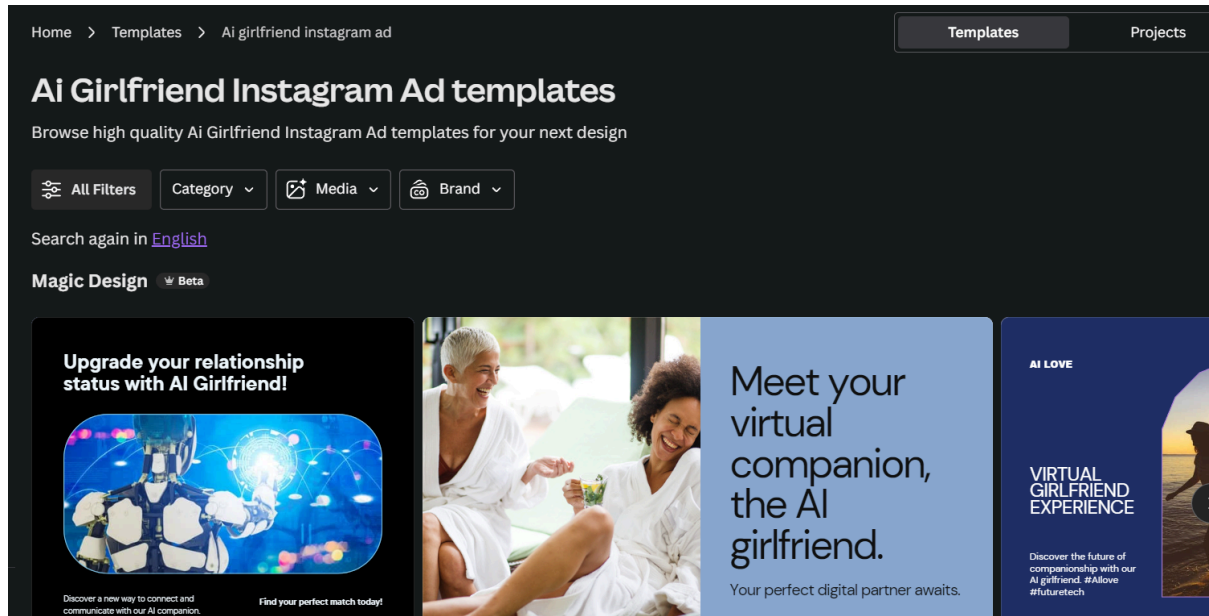 Home > Templates > Ai girlfriend instagram ad
Templates
Projects
Ai Girlfriend Instagram Ad templates
Browse high quality Ai Girlfriend Instagram Ad templates for your next design
All Filters
Category
Media
CO
Brand
Search again in English
Magic Design
Beta
Upgrade your relationship
status with AI Girlfriend!
Discover a new way to connect and
communicate with our AI companion.
Find your perfect match today!
Meet your
virtual
companion,
the AI
girlfriend.
Your perfect digital partner awaits.
AI LOVE
VIRTUAL
GIRLFRIEND
EXPERIENCE
Discover the future of
companionship with our
AI girlfriend. #AIlove
#futuretech